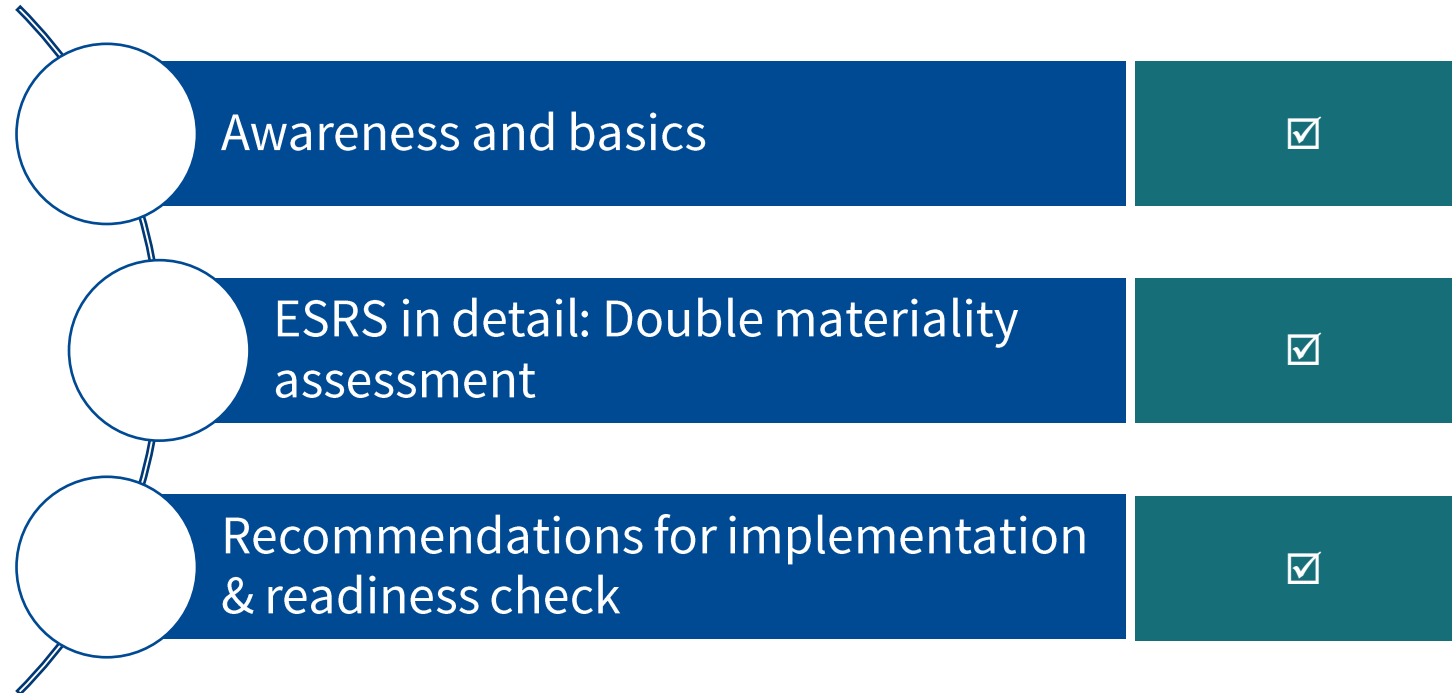 Awareness and basics
☑
ESRS in detail: Double materiality
assessment
☑
Recommendations for implementation
& readiness check
☑